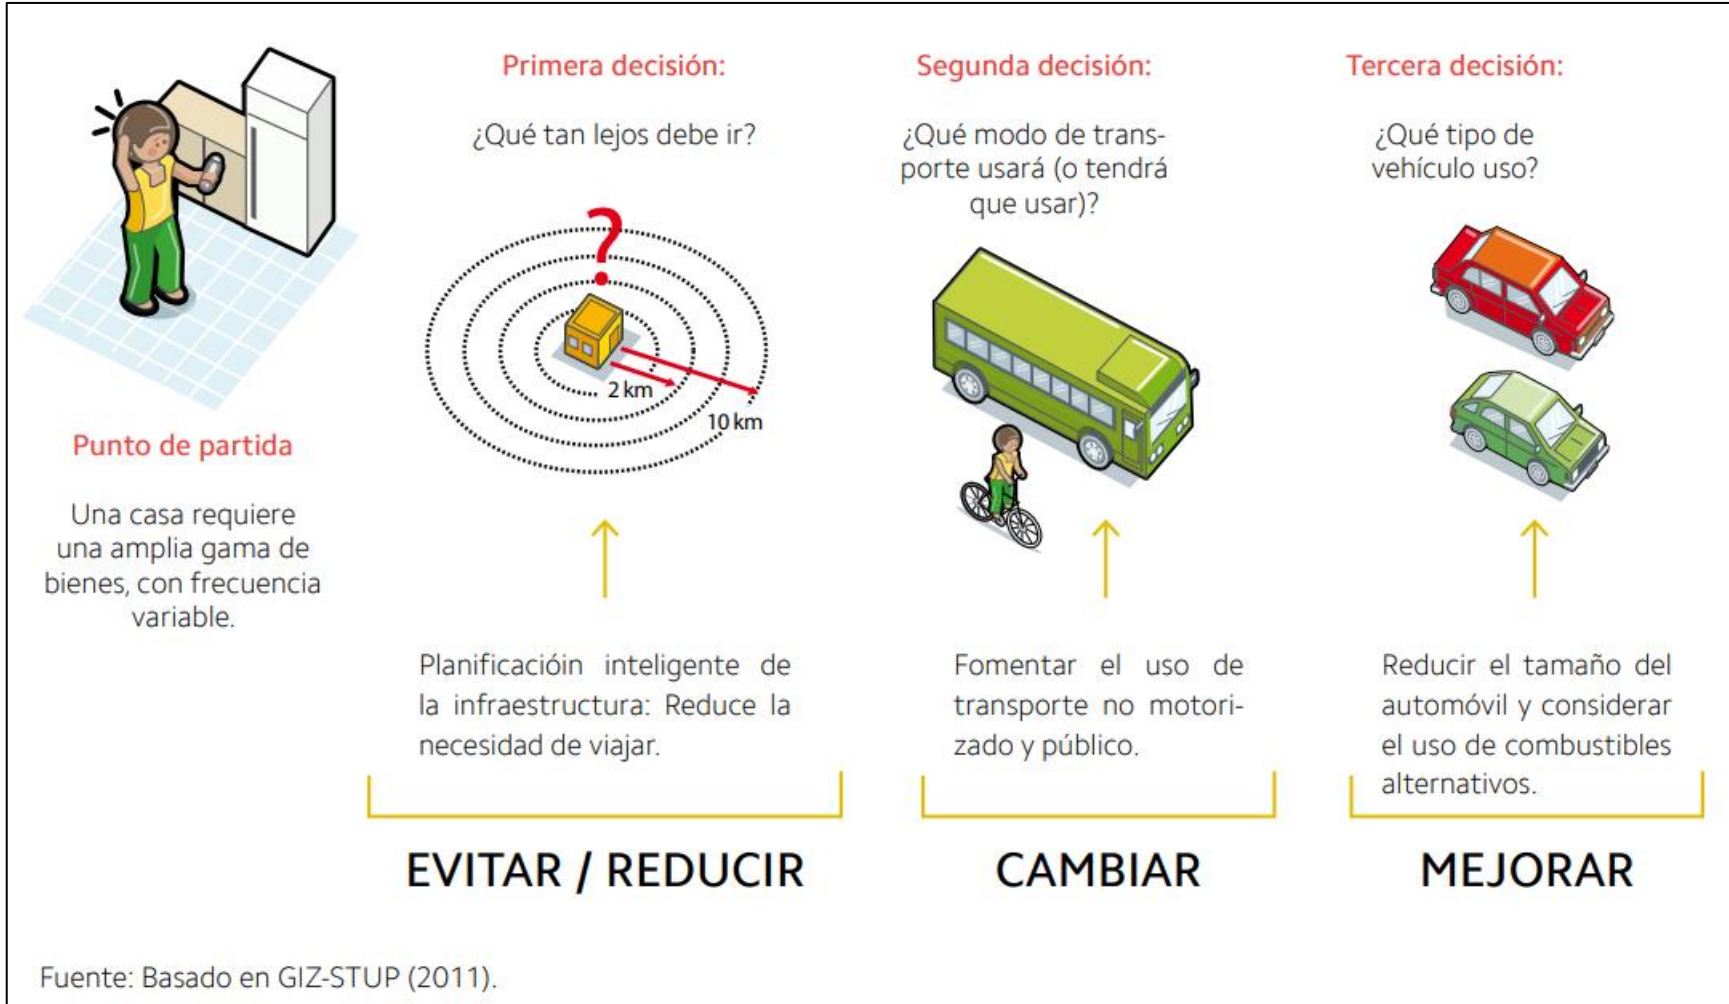 Punto de partida
Una casa requiere
una amplia gama de
bienes, con frecuencia
variable.
Primera decisión:
¿Qué tan lejos debe ir?
?
2 km
10 km
Planificacióin inteligente de
la infraestructura: Reduce la
necesidad de viajar.
EVITAR / REDUCIR
Segunda decisión:
¿Qué modo de trans-
porte usará (o tendrá
que usar)?
Fomentar el uso de
transporte no motori-
zado y público.
CAMBIAR
Tercera decisión:
¿Qué tipo de
vehículo uso?
Reducir el tamaño del
automóvil y considerar
el uso de combustibles
alternativos.
MEJORAR
Fuente: Basado en GIZ-STUP (2011).